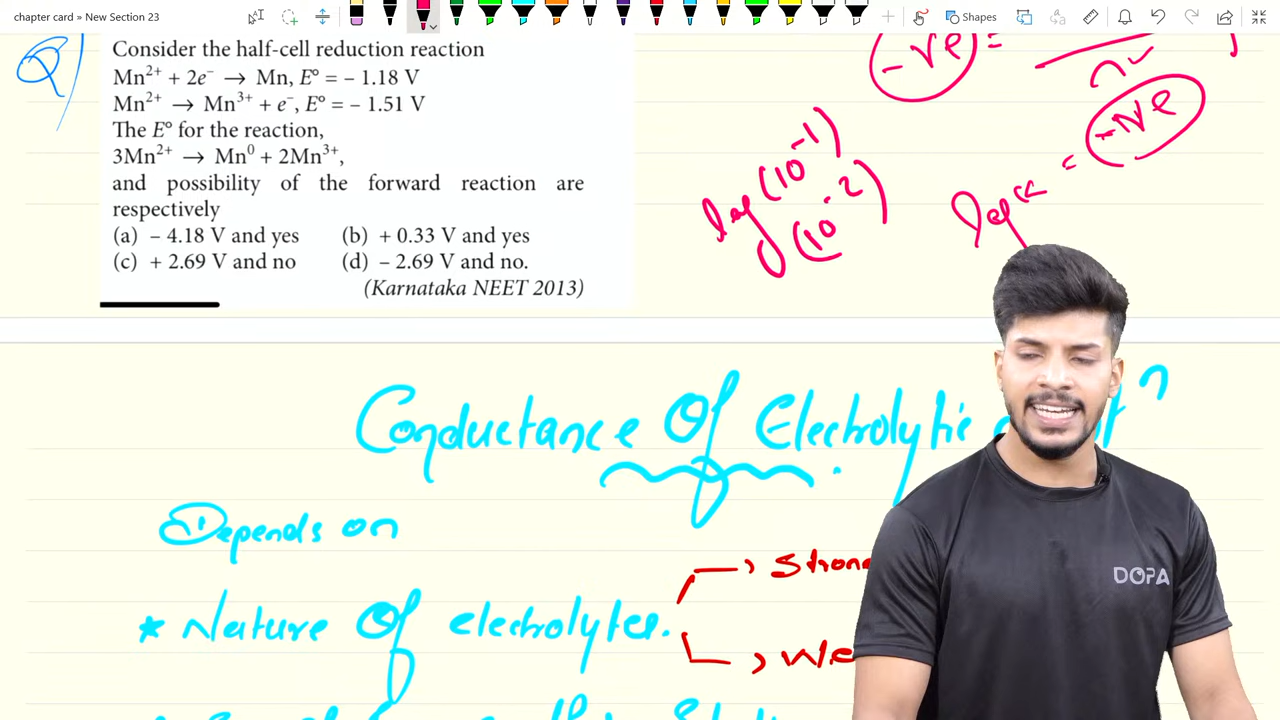 chapter card » New Section 23
Shapes
Q)
Consider the half-cell reduction reaction
Mn²⁺ + 2e⁻ → Mn, E° = – 1.18 V
Mn²⁺ → Mn³⁺ + e⁻, E° = – 1.51 V
The E° for the reaction,
3Mn²⁺ → Mn⁰ + 2Mn³⁺,
and possibility of the forward reaction are
respectively
(a) – 4.18 V and yes (b) + 0.33 V and yes
(c) + 2.69 V and no (d) – 2.69 V and no.
(Karnataka NEET 2013)
-ve =
log (10⁻¹)
(10⁻²)
log K = -ve
Conductance Of Electrolytic
Depends on
* Nature Of electrolytes.
Strong
DOPA